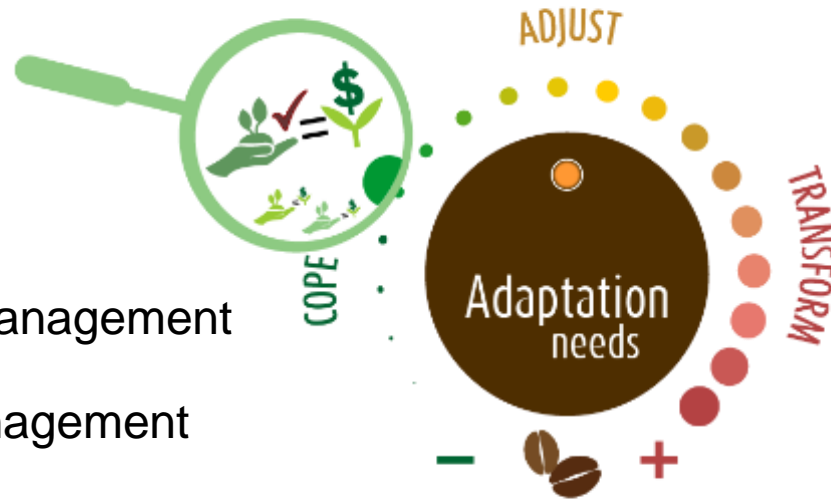 ADJUST
$
=
TRANSFORM
COPE
Adaptation
needs
anagement
nagement
- +